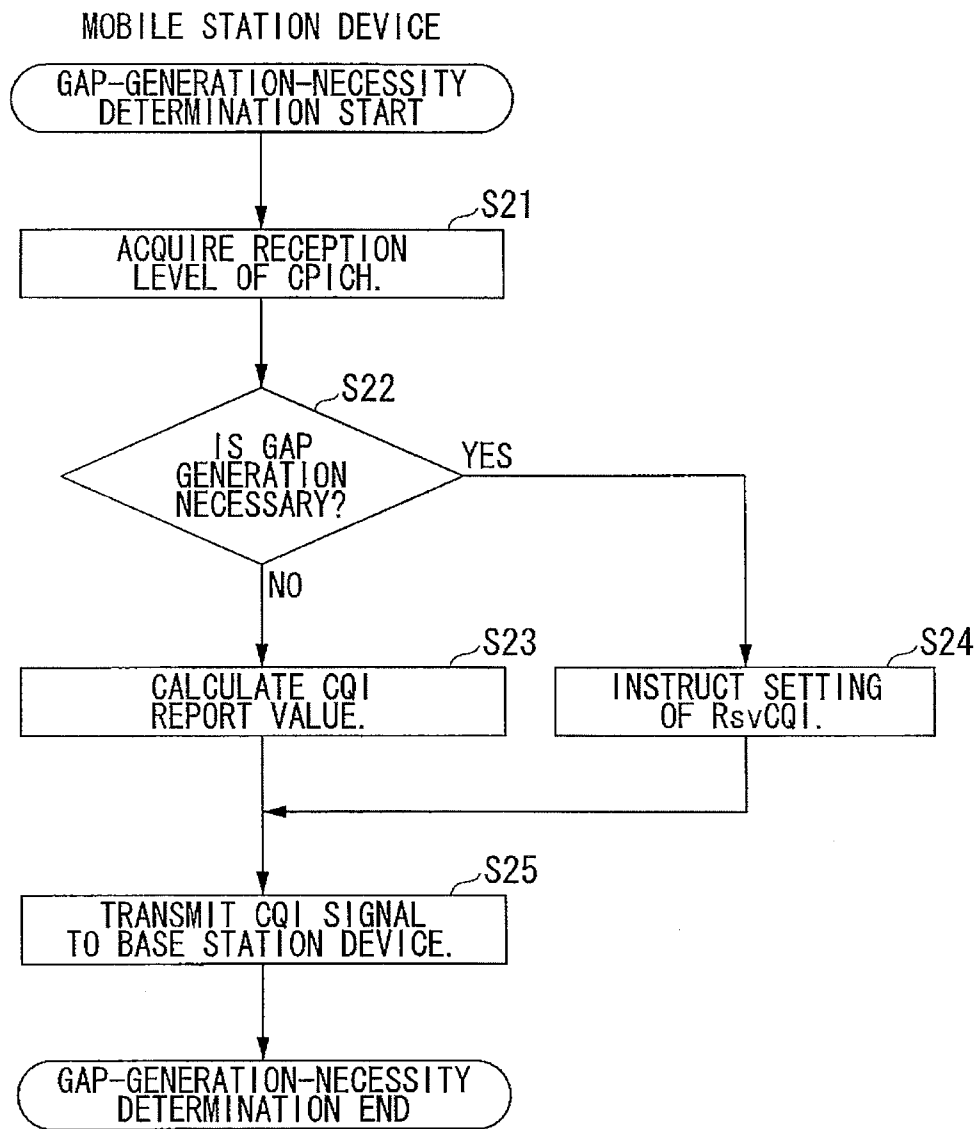 MOBILE STATION DEVICE
GAP-GENERATION-NECESSITY
DETERMINATION START
S21
ACQUIRE RECEPTION
LEVEL OF CPICH.
S22
IS GAP
GENERATION
NECESSARY?
YES
NO
S23
CALCULATE CQI
REPORT VALUE.
S24
INSTRUCT SETTING
OF RsvCQI.
S25
TRANSMIT CQI SIGNAL
TO BASE STATION DEVICE.
GAP-GENERATION-NECESSITY
DETERMINATION END